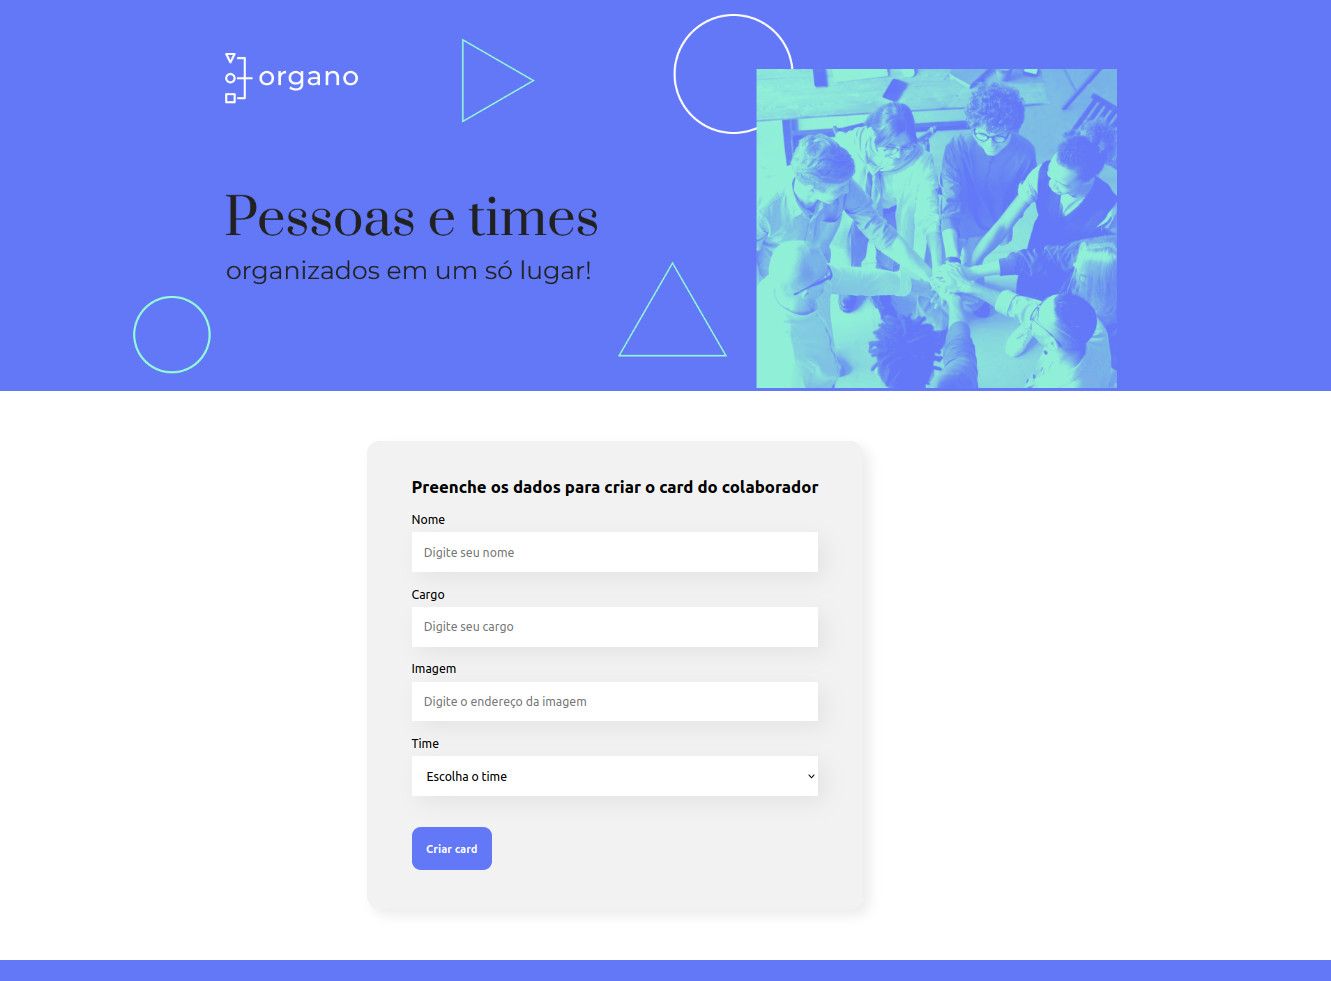 organo
Pessoas e times
organizados em um só lugar!
Preenche os dados para criar o card do colaborador
Nome
Digite seu nome
Cargo
Digite seu cargo
Imagem
Digite o endereço da imagem
Time
Escolha o time
Criar card